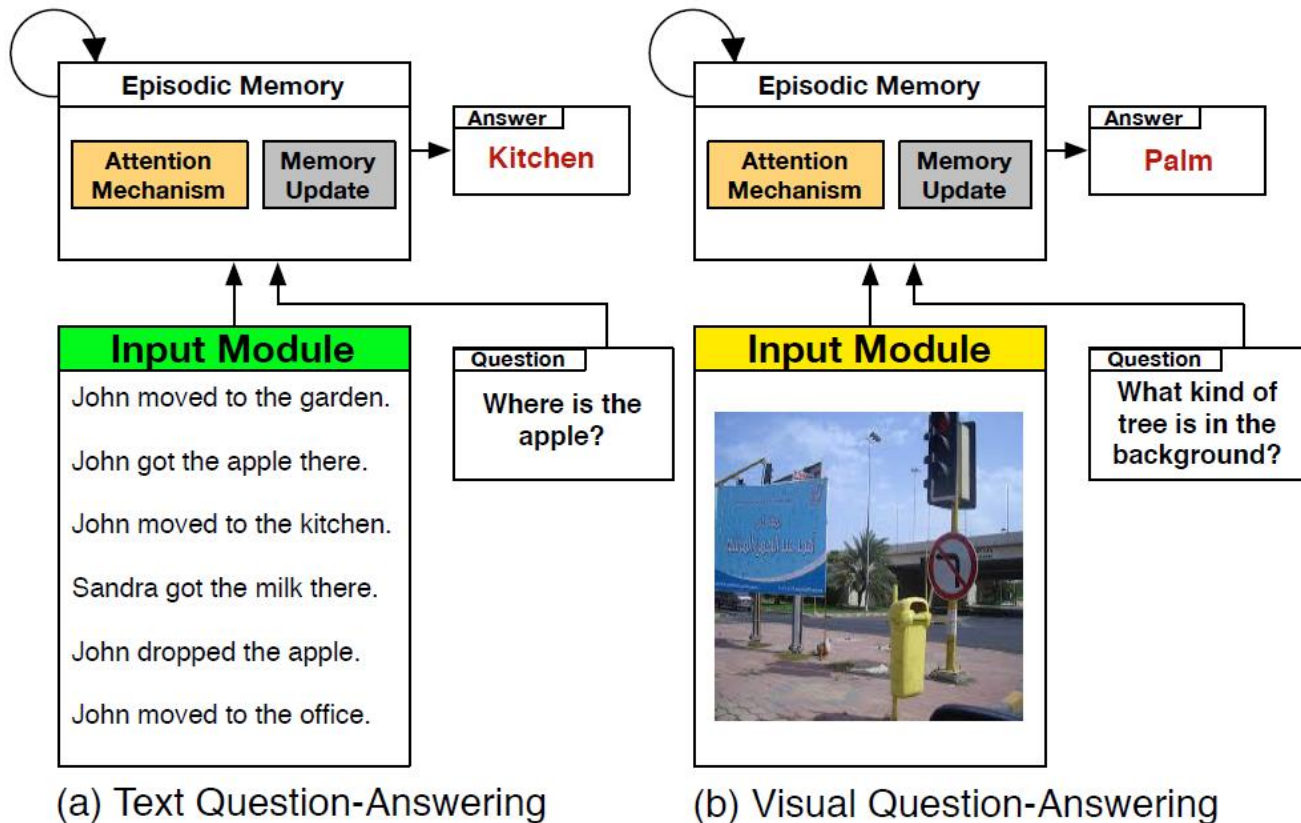 Episodic Memory
Attention
Mechanism
Memory
Update
Answer
Kitchen
Input Module
John moved to the garden.
John got the apple there.
John moved to the kitchen.
Sandra got the milk there.
John dropped the apple.
John moved to the office.
Question
Where is the
apple?
(a) Text Question-Answering
Episodic Memory
Attention
Mechanism
Memory
Update
Answer
Palm
Input Module
Question
What kind of
tree is in the
background?
(b) Visual Question-Answering